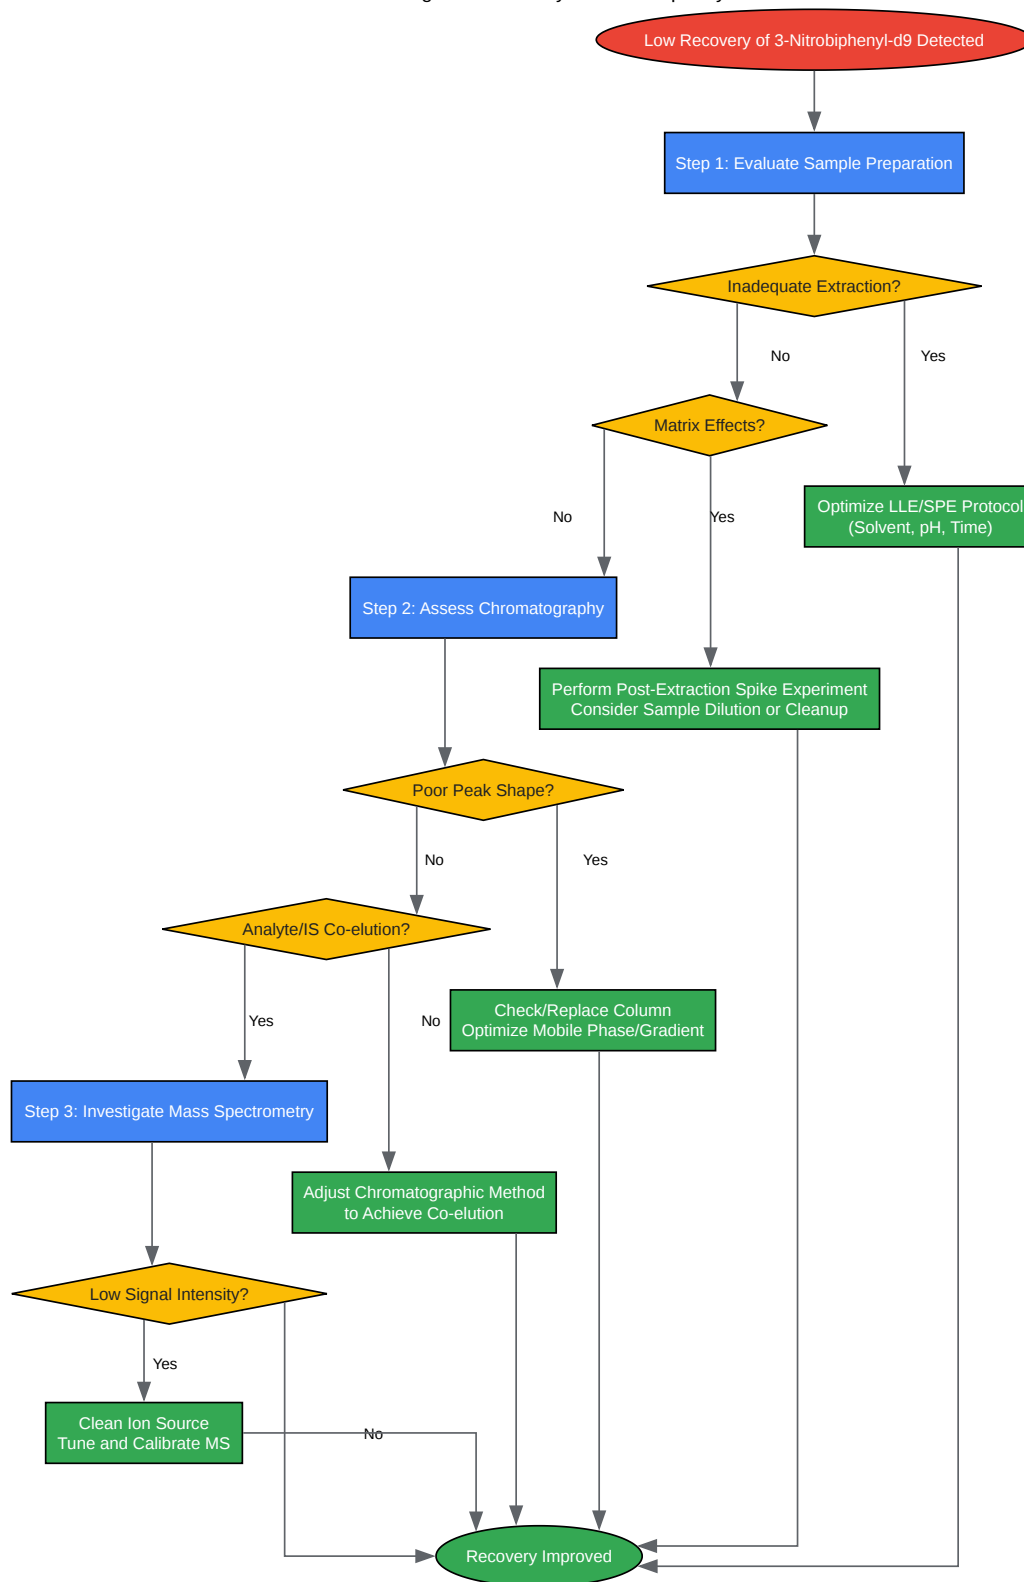 Low Recovery of 3-Nitrobiphenyl-d9 Detected
Step 1: Evaluate Sample Preparation
Inadequate Extraction?
No
Yes
Matrix Effects?
Optimize LLE/SPE Protocol
(Solvent, pH, Time)
No
Yes
Step 2: Assess Chromatography
Perform Post-Extraction Spike Experiment
Consider Sample Dilution or Cleanup
Poor Peak Shape?
No
Yes
Analyte/IS Co-elution?
Check/Replace Column
Optimize Mobile Phase/Gradient
Yes
No
Step 3: Investigate Mass Spectrometry
Adjust Chromatographic Method
to Achieve Co-elution
Low Signal Intensity?
Yes
Clean Ion Source
Tune and Calibrate MS
No
Recovery Improved